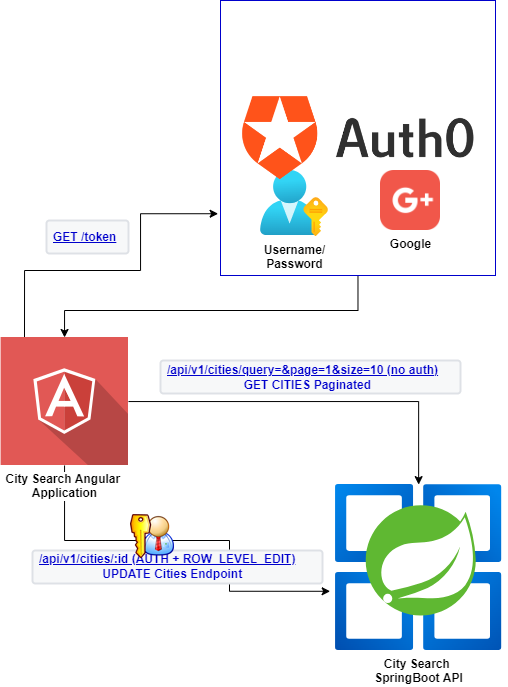 Auth0
G+
Username/
Password
Google
GET /token
/api/v1/cities/query=&page=1&size=10 (no auth)
GET CITIES Paginated
A
City Search Angular
Application
/api/v1/cities/:id (AUTH + ROW_LEVEL_EDIT)
UPDATE Cities Endpoint
City Search
SpringBoot API